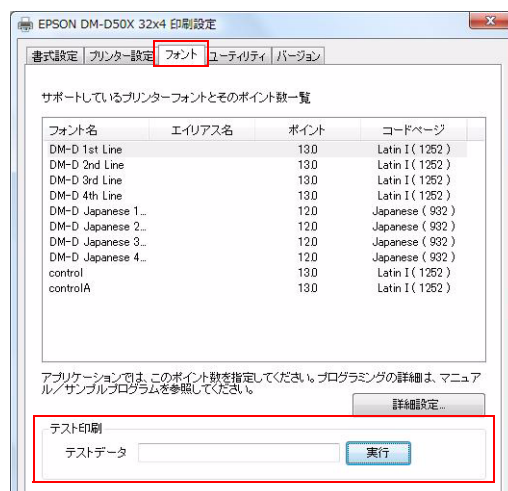 EPSON DM-D50X 32x4 印刷設定
書式設定 プリンター設定 フォント ユーティリティ バージョン
サポートしているプリンターフォントとそのポイント数一覧
フォント名 エイリアス名 ポイント コードページ
DM-D 1st Line 13.0 Latin I ( 1252 )
DM-D 2nd Line 13.0 Latin I ( 1252 )
DM-D 3rd Line 13.0 Latin I ( 1252 )
DM-D 4th Line 13.0 Latin I ( 1252 )
DM-D Japanese 1... 12.0 Japanese ( 932 )
DM-D Japanese 2... 12.0 Japanese ( 932 )
DM-D Japanese 3... 12.0 Japanese ( 932 )
DM-D Japanese 4... 12.0 Japanese ( 932 )
control 13.0 Latin I ( 1252 )
controlA 13.0 Latin I ( 1252 )
アプリケーションでは、このポイント数を指定してください。プログラミングの詳細は、マニュア
ル／サンプルプログラムを参照してください。
詳細設定...
テスト印刷
テストデータ 実行